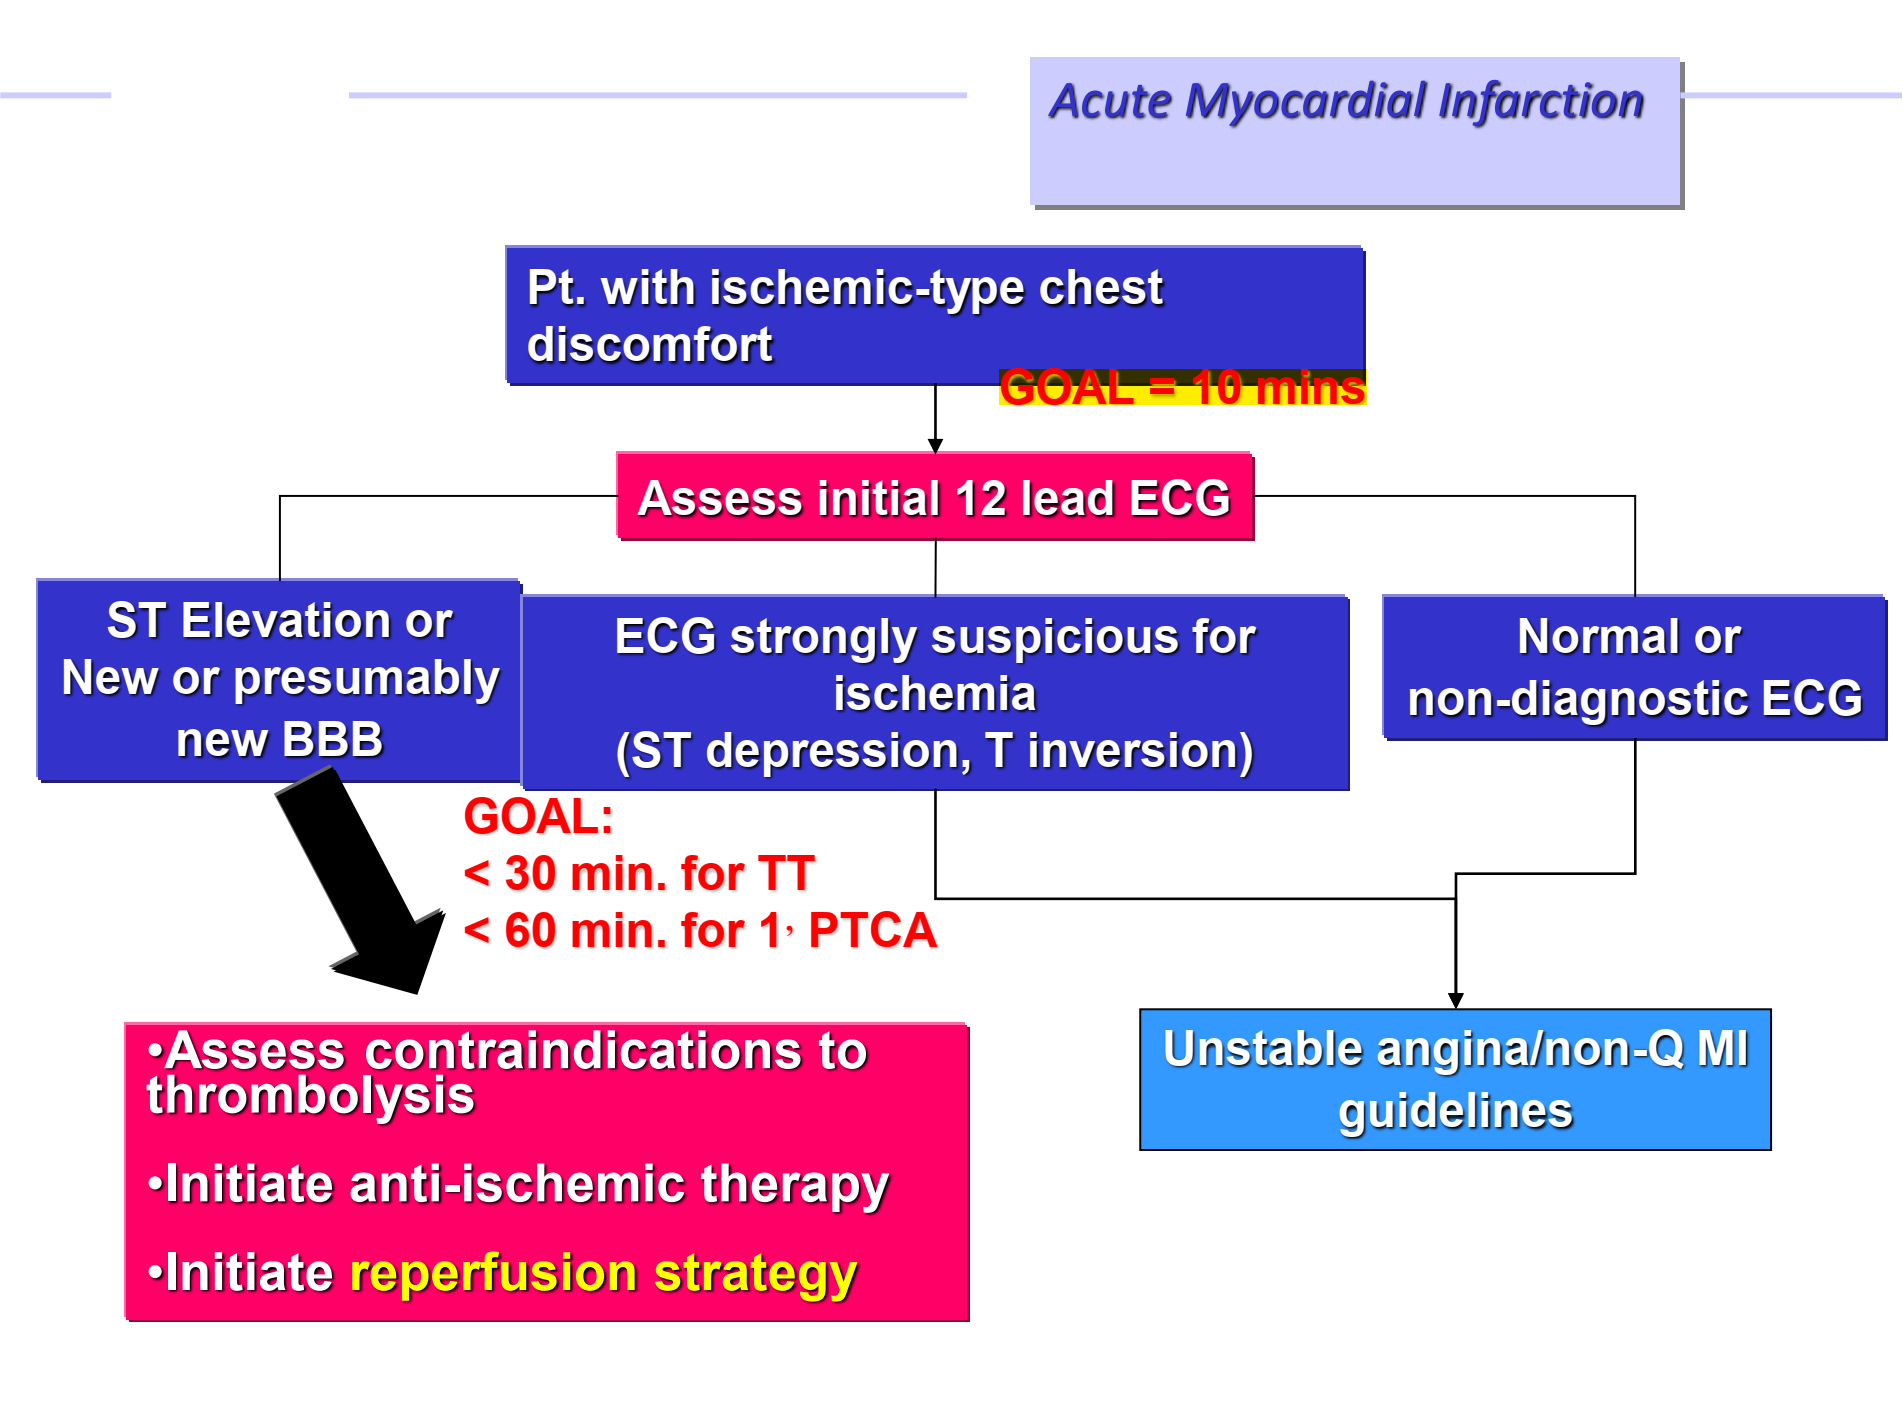 Acute Myocardial Infarction
Pt. with ischemic-type chest
discomfort
GOAL = 10 mins
Assess initial 12 lead ECG
ST Elevation or
New or presumably
new BBB
ECG strongly suspicious for
ischemia
(ST depression, T inversion)
Normal or
non-diagnostic ECG
GOAL:
< 30 min. for TT
< 60 min. for 1, PTCA
•Assess contraindications to
thrombolysis
•Initiate anti-ischemic therapy
•Initiate reperfusion strategy
Unstable angina/non-Q MI
guidelines